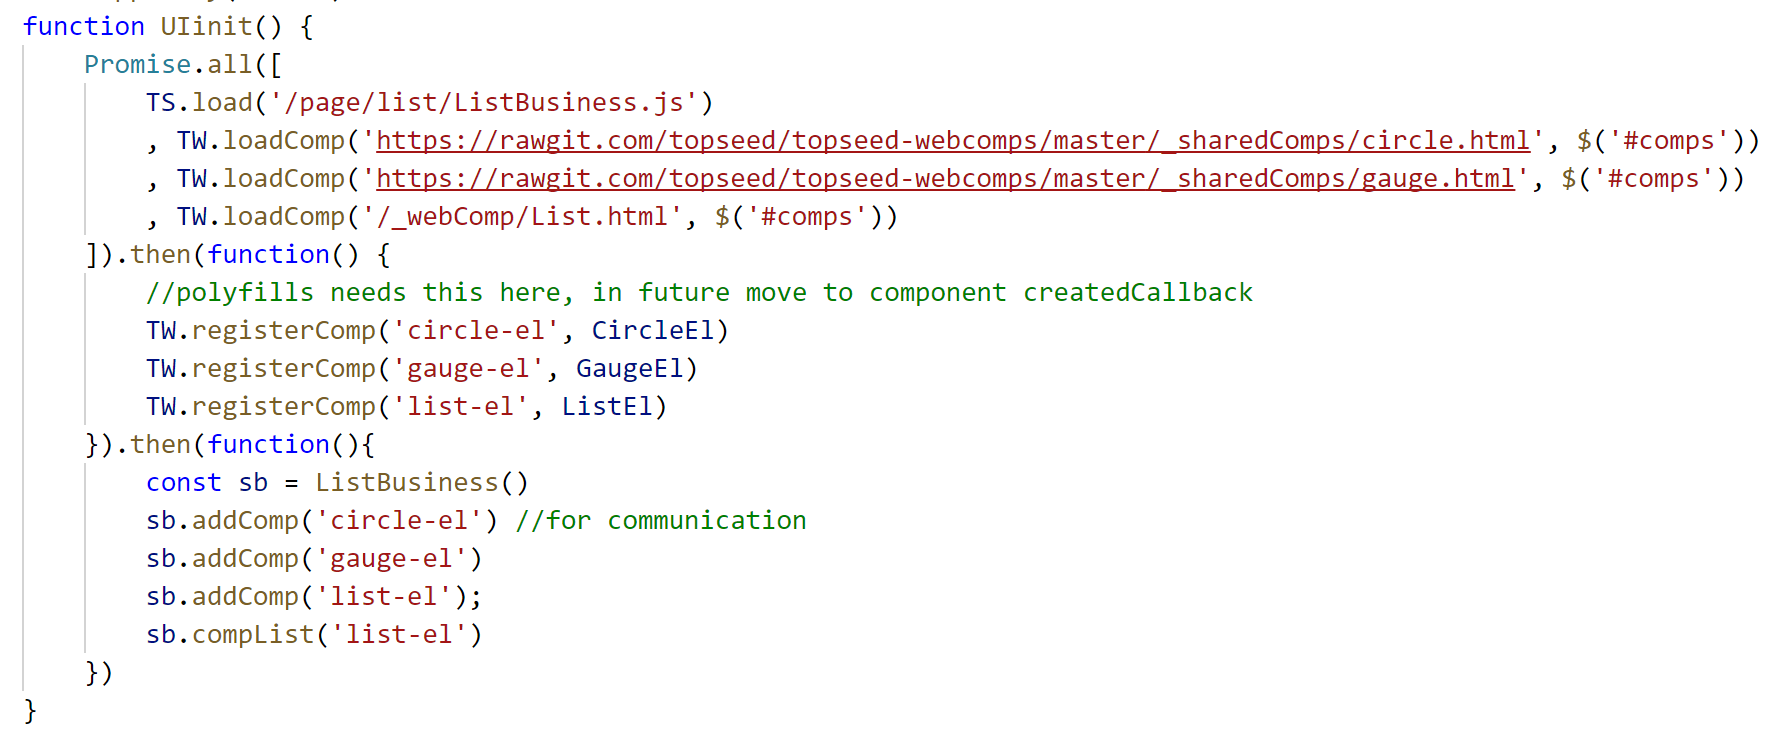 function UIinit() {
    Promise.all([
        TS.load('/page/list/ListBusiness.js')
        , TW.loadComp('https://rawgit.com/topseed/topseed-webcomps/master/_sharedComps/circle.html', $('#comps'))
        , TW.loadComp('https://rawgit.com/topseed/topseed-webcomps/master/_sharedComps/gauge.html', $('#comps'))
        , TW.loadComp('/_webComp/List.html', $('#comps'))
    ]).then(function() {
        //polyfills needs this here, in future move to component createdCallback
        TW.registerComp('circle-el', CircleEl)
        TW.registerComp('gauge-el', GaugeEl)
        TW.registerComp('list-el', ListEl)
    }).then(function(){
        const sb = ListBusiness()
        sb.addComp('circle-el') //for communication
        sb.addComp('gauge-el')
        sb.addComp('list-el');
        sb.compList('list-el')
    })
}